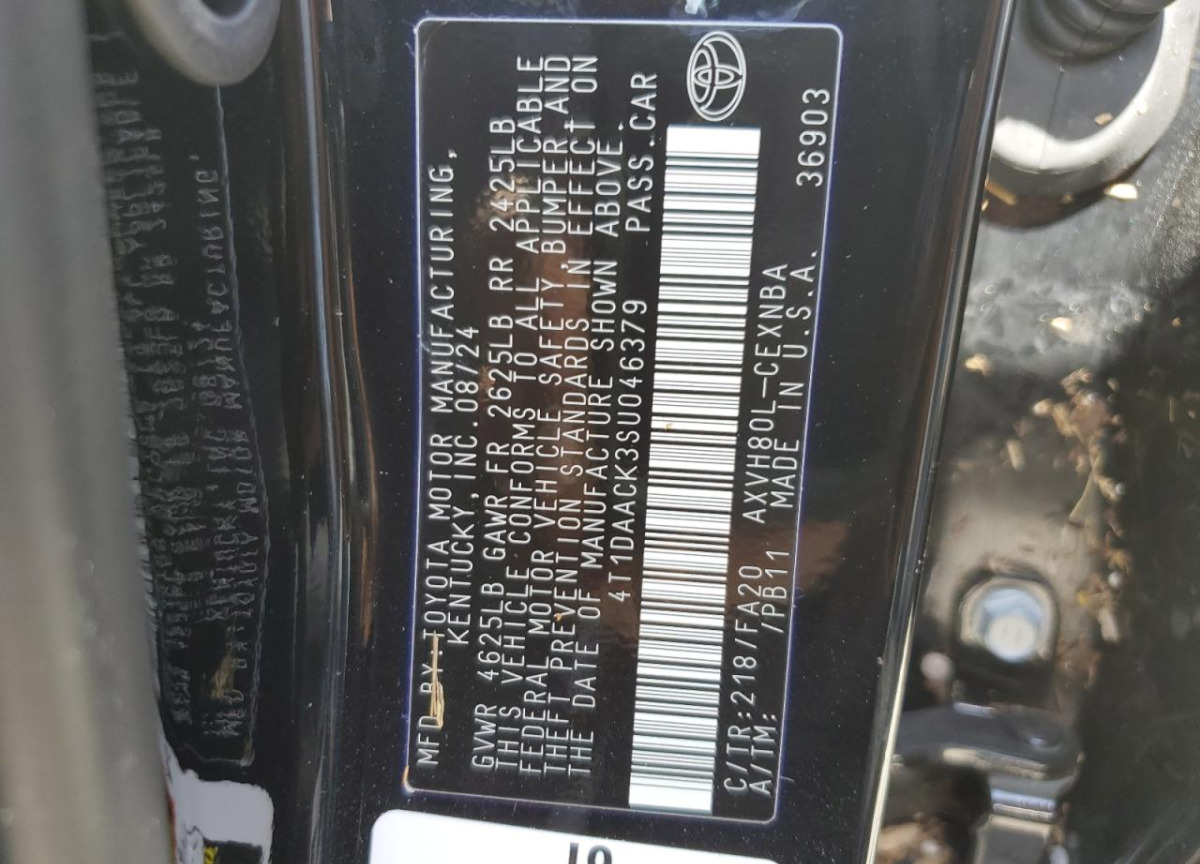 MFD BY TOYOTA MOTOR MANUFACTURING,
KENTUCKY, INC. 08/24
GVWR 4625LB GAWR FR 2625LB RR 2425LB
THIS VEHICLE CONFORMS TO ALL APPLICABLE
FEDERAL MOTOR VEHICLE SAFETY, BUMPER, AND
THEFT PREVENTION STANDARDS IN EFFECT ON
THE DATE OF MANUFACTURE SHOWN ABOVE.
4T1DAACK3SU046379 PASS.CAR
C/TR:218/FA20 AXVH80L-CEXNBA
A/TM: /PB11 MADE IN U.S.A. 36903